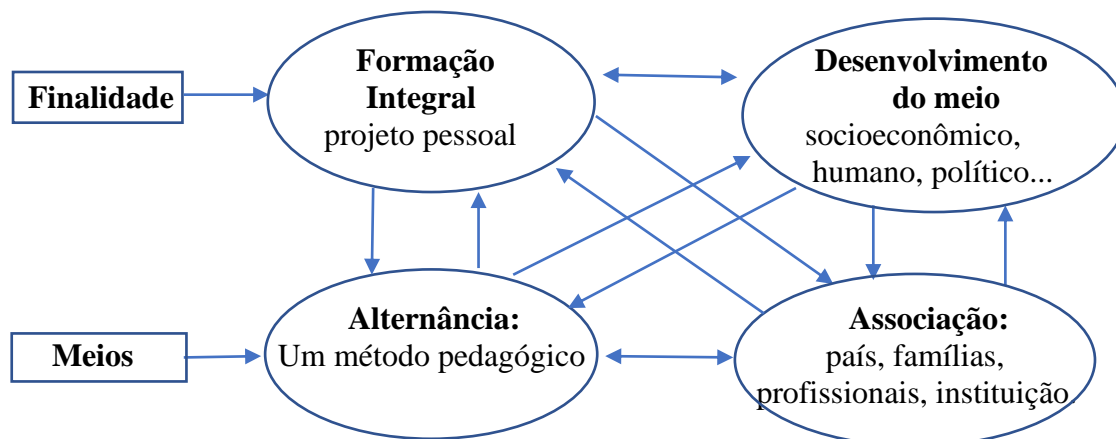 Finalidade
Formação
Integral
projeto pessoal
Desenvolvimento
do meio
socioeconômico,
humano, político...
Meios
Alternância:
Um método pedagógico
Associação:
país, famílias,
profissionais, instituição.